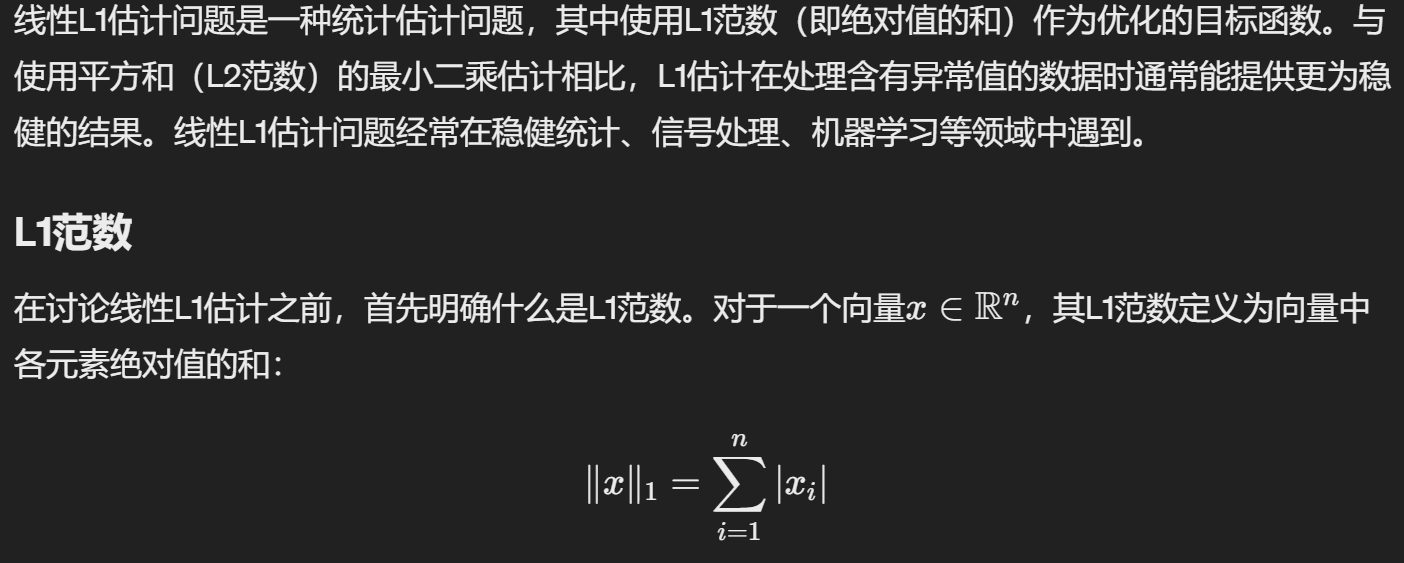 线性L1估计问题是一种统计估计问题，其中使用L1范数（即绝对值的和）作为优化的目标函数。与
使用平方和（L2范数）的最小二乘估计相比，L1估计在处理含有异常值的数据时通常能提供更为稳
健的结果。线性L1估计问题经常在稳健统计、信号处理、机器学习等领域中遇到。
L1范数
在讨论线性L1估计之前，首先明确什么是L1范数。对于一个向量$x \in \mathbb{R}^n$，其L1范数定义为向量中
各元素绝对值的和：
$\|x\|_1 = \sum_{i=1}^{n} |x_i|$